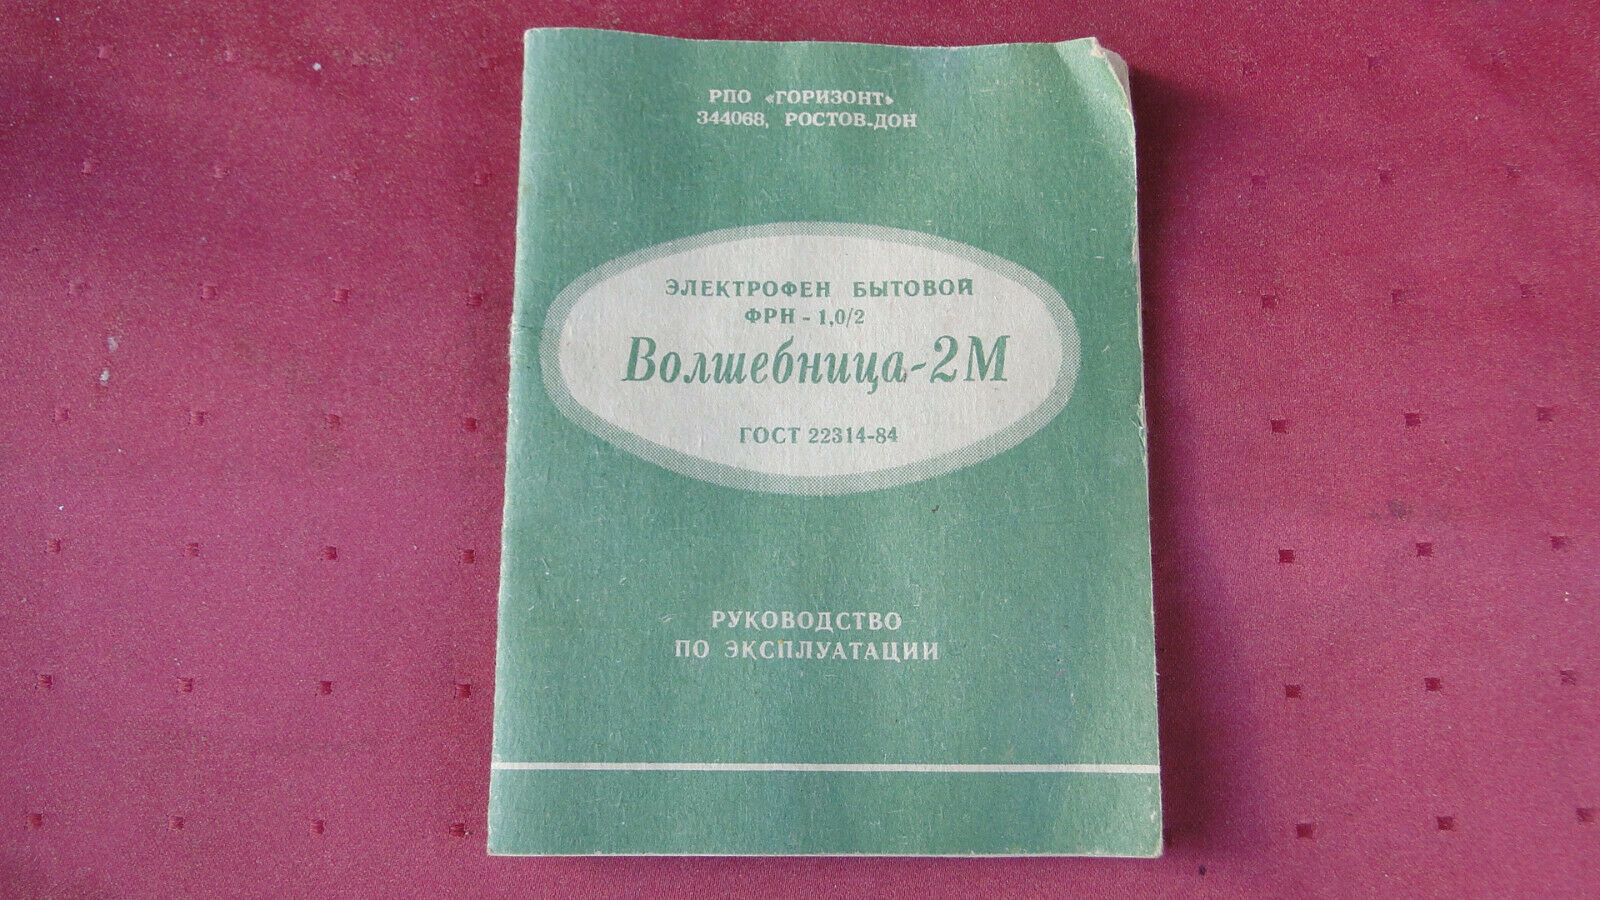 РПО «ГОРИЗОНТ»
344068, РОСТОВ-ДОН
ЭЛЕКТРОФЕН БЫТОВОЙ
ФРН - 1,0/2
Волшебница-2М
ГОСТ 22314-84
РУКОВОДСТВО
ПО ЭКСПЛУАТАЦИИ